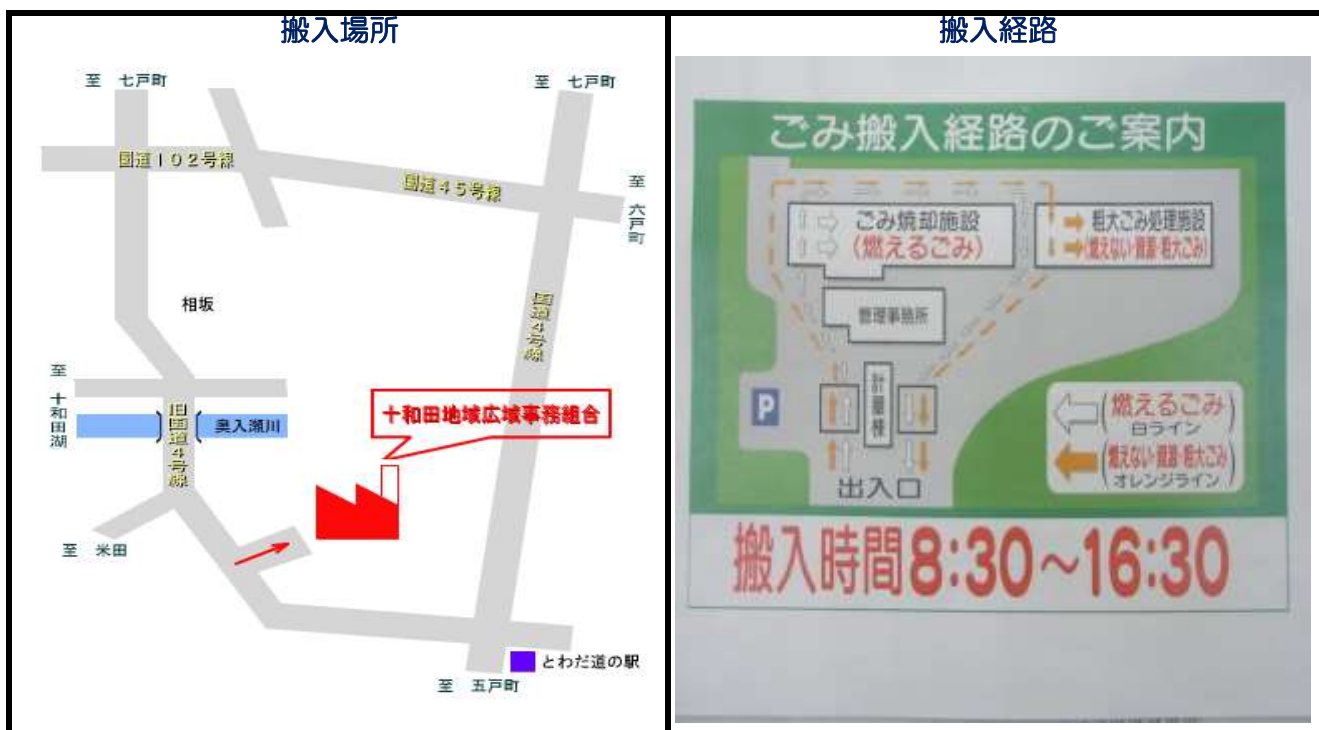 搬入場所
至 七戸町
至 七戸町
国道102号線
国道45号線
至 六戸町
相坂
国道4号線
至 十和田湖
旧国道4号線
奥入瀬川
十和田地域広域事務組合
至 米田
とわだ道の駅
至 五戸町
搬入経路
ごみ搬入経路のご案内
ごみ焼却施設
(燃えるごみ)
粗大ごみ処理施設
(燃えない・資源・粗大ごみ)
管理事務所
計量棟
P
出入口
(燃えるごみ)
白ライン
(燃えない・資源・粗大ごみ)
オレンジライン
搬入時間8:30～16:30